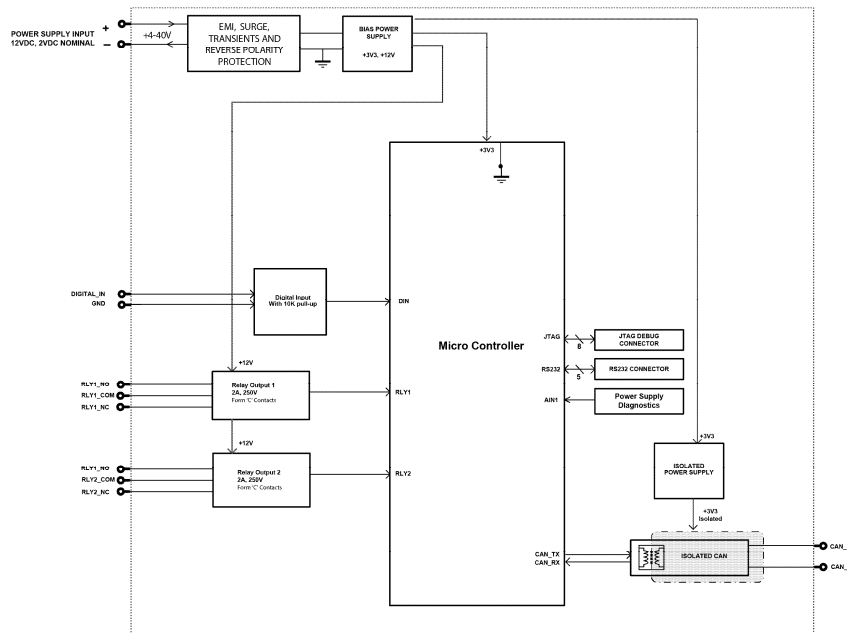 POWER SUPPLY INPUT
12VDC, 2VDC NOMINAL
+
–
+4-40V
EMI, SURGE,
TRANSIENTS AND
REVERSE POLARITY
PROTECTION
BIAS POWER
SUPPLY
+3V3, +12V
+3V3
DIGITAL_IN
GND
Digital Input
With 10K pull-up
DIN
Micro Controller
JTAG
8
JTAG DEBUG
CONNECTOR
RS232
5
RS232 CONNECTOR
AIN1
Power Supply
Diagnostics
+12V
RLY1_NO
RLY1_COM
RLY1_NC
Relay Output 1
2A, 250V
Form 'C' Contacts
RLY1
+12V
RLY1_NO
RLY2_COM
RLY2_NC
Relay Output 2
2A, 250V
Form 'C' Contacts
RLY2
+3V3
ISOLATED
POWER SUPPLY
+3V3
Isolated
CAN_TX
CAN_RX
ISOLATED CAN
CAN_
CAN_